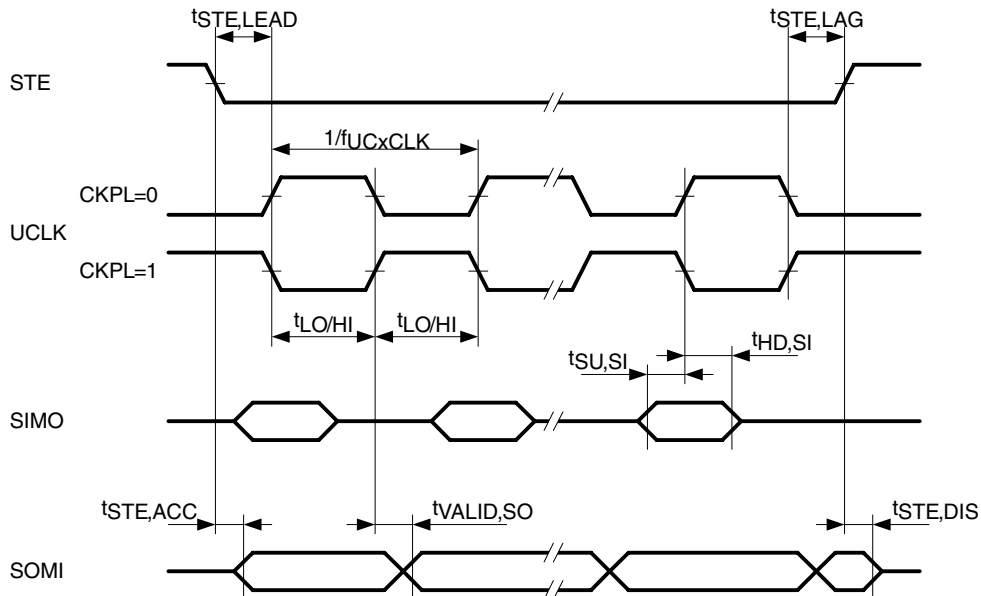 tSTE,LEAD
tSTE,LAG
STE
1/fUCxCLK
CKPL=0
UCLK
CKPL=1
tLO/HI
tLO/HI
tSU,SI
tHD,SI
SIMO
tSTE,ACC
tVALID,SO
tSTE,DIS
SOMI